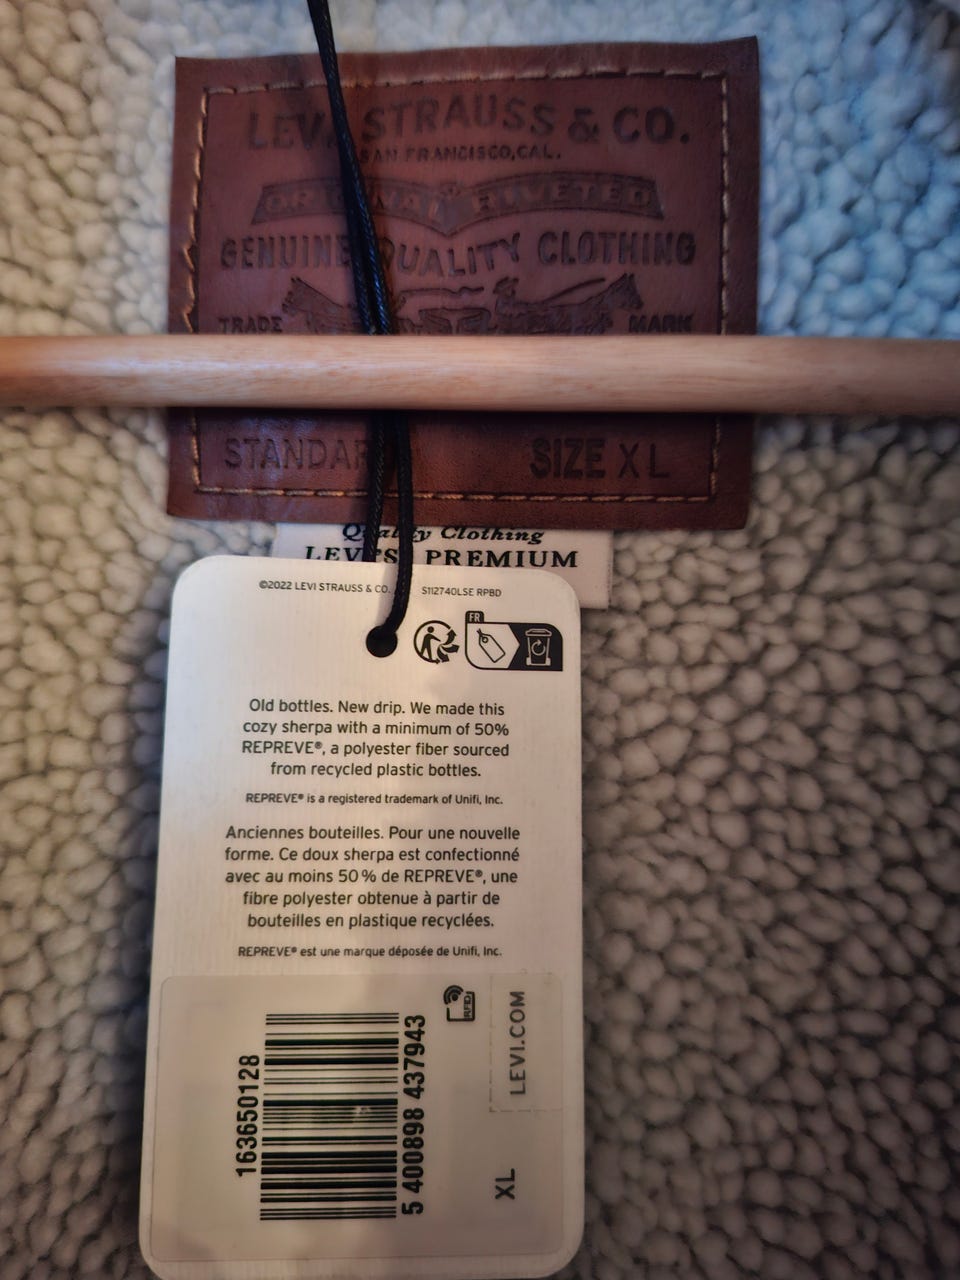 LEVI STRAUSS & CO.
SAN FRANCISCO, CAL.
ORIGINAL RIVETED
GENUINE QUALITY CLOTHING
TRADE MARK
STANDARD SIZE XL
Quality Clothing
LEVI'S® PREMIUM
©2022 LEVI STRAUSS & CO. S112740LSE RPBD
FR
Old bottles. New drip. We made this
cozy sherpa with a minimum of 50%
REPREVE®, a polyester fiber sourced
from recycled plastic bottles.
REPREVE® is a registered trademark of Unifi, Inc.
Anciennes bouteilles. Pour une nouvelle
forme. Ce doux sherpa est confectionné
avec au moins 50 % de REPREVE®, une
fibre polyester obtenue à partir de
bouteilles en plastique recyclées.
REPREVE® est une marque déposée de Unifi, Inc.
163650128
5 400898 437943
RFID
LEVI.COM
XL